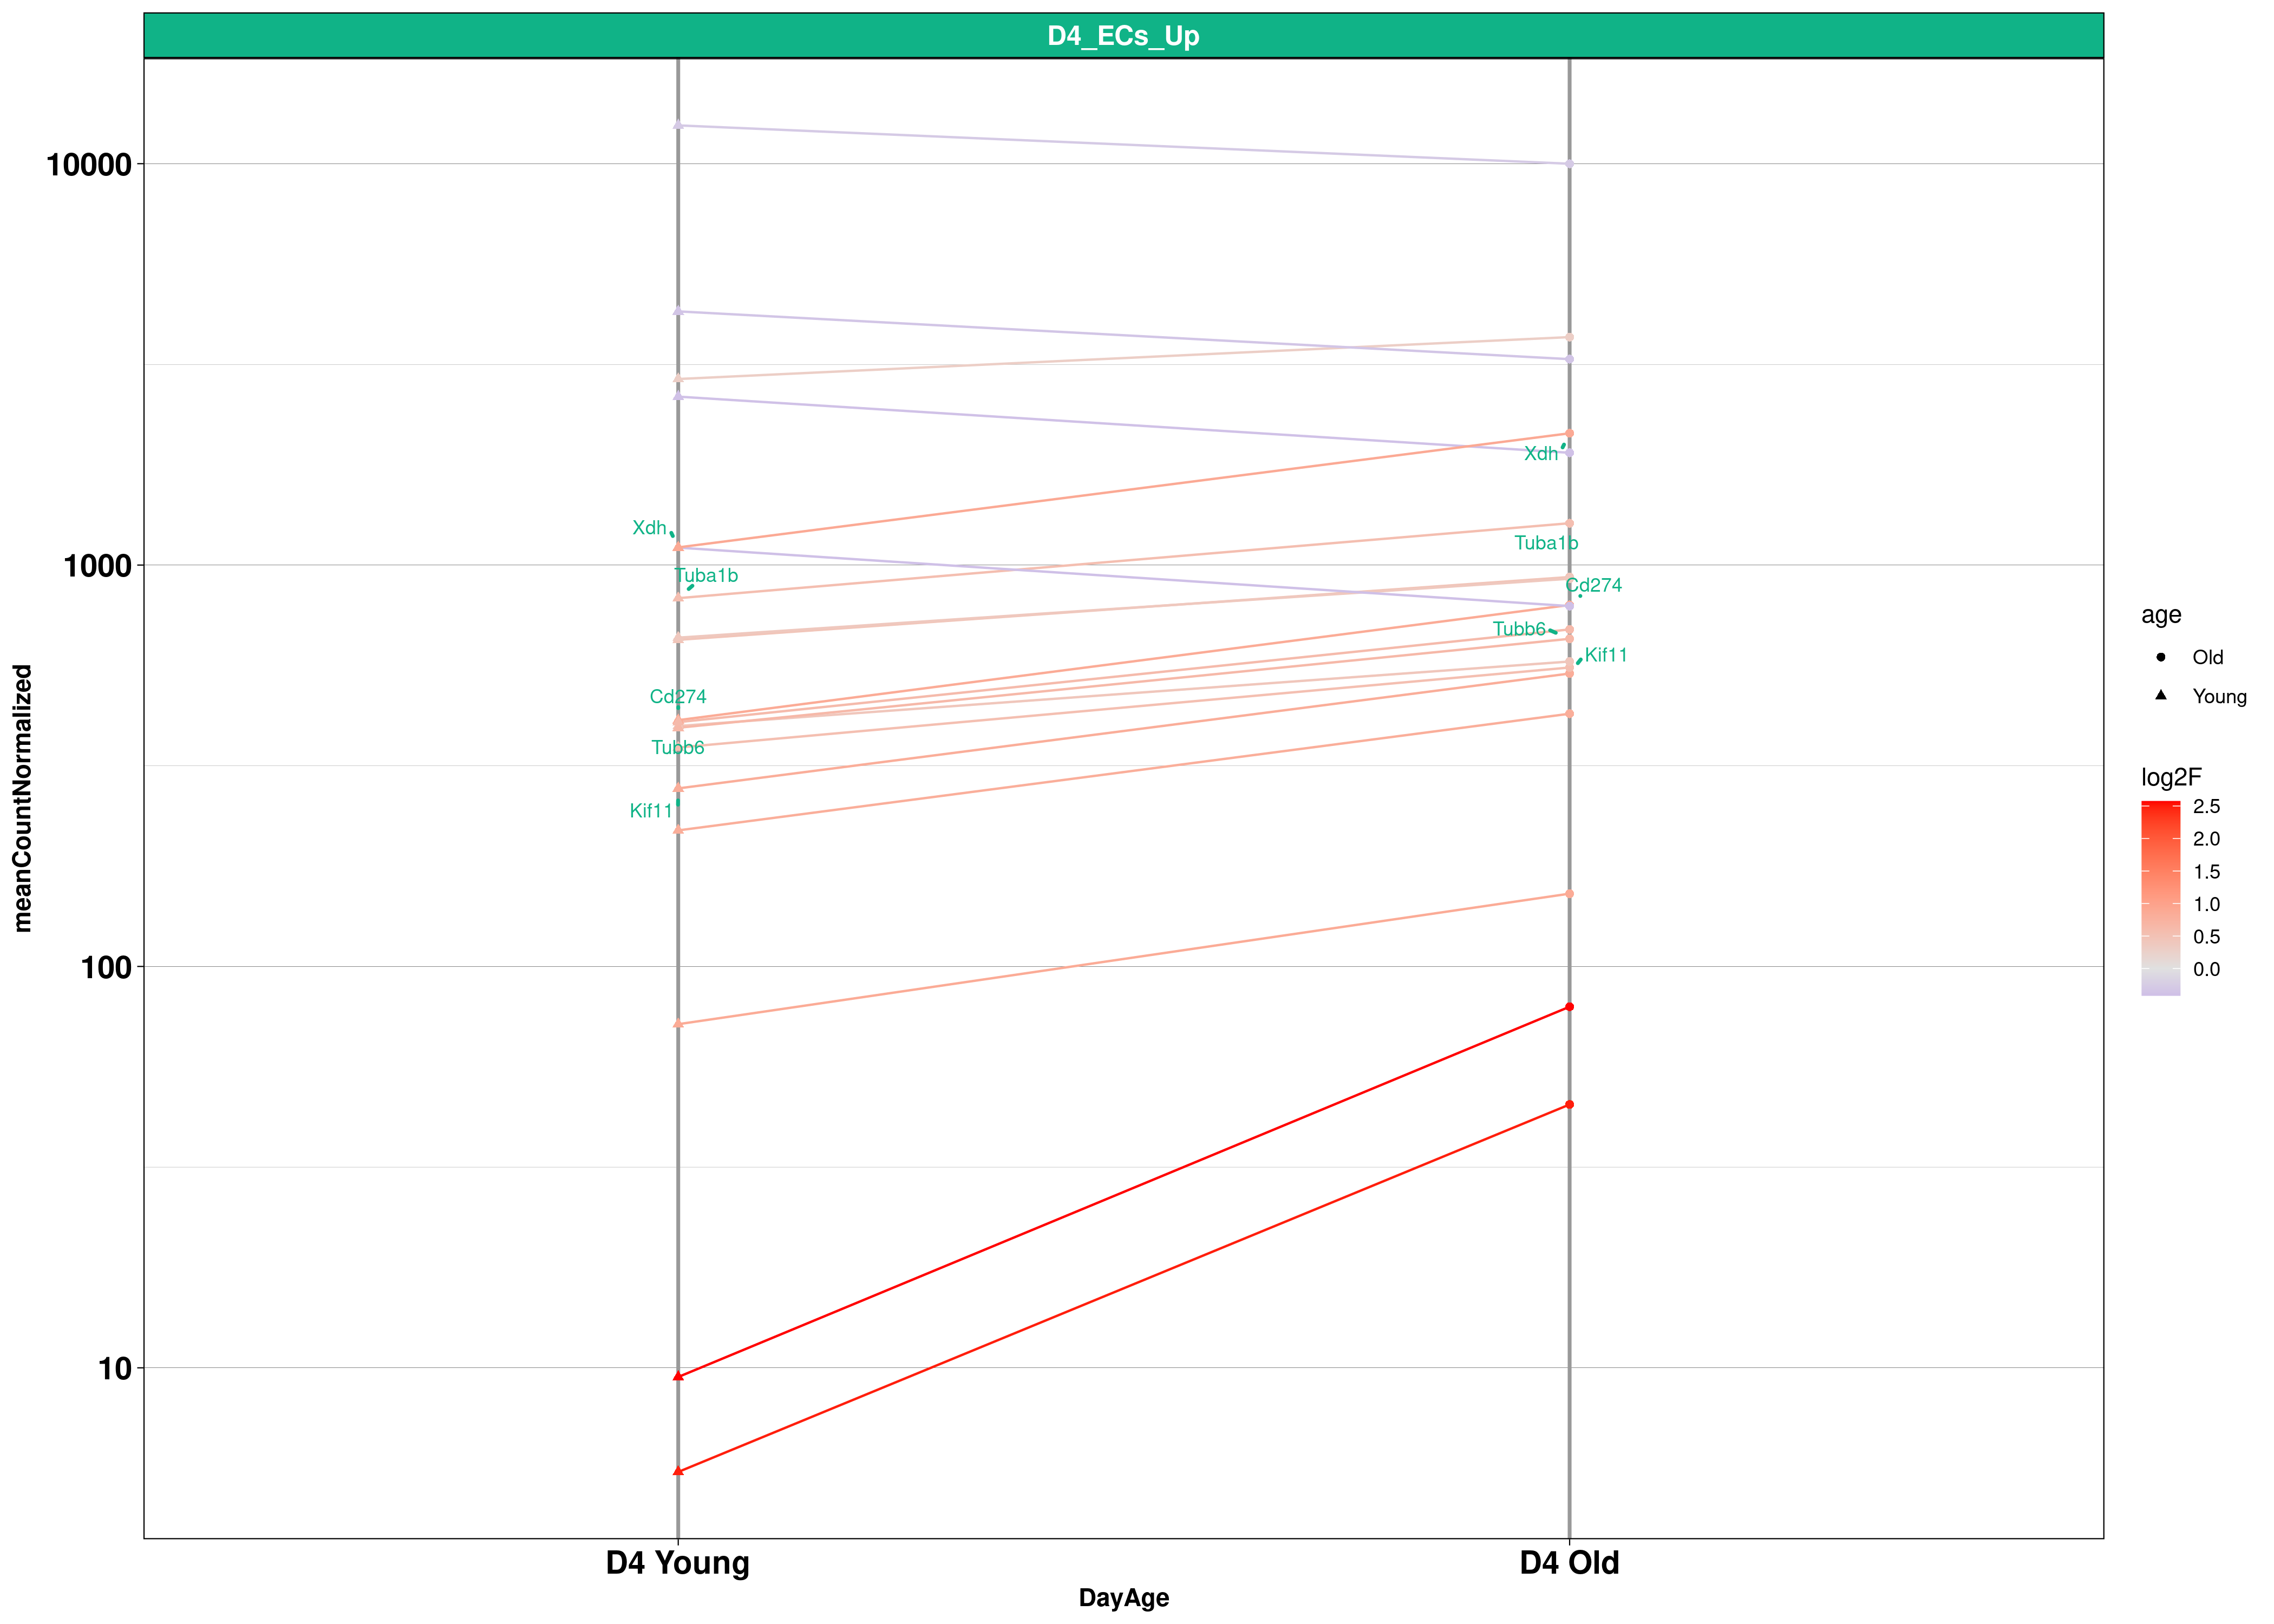 D4_ECs_Up
meanCountNormalized
10000
1000
100
10
Xdh
Tuba1b
Cd274
Tubb6
Kif11
Xdh
Tuba1b
Cd274
Tubb6
Kif11
D4 Young
D4 Old
DayAge
age
Old
Young
log2F
2.5
2.0
1.5
1.0
0.5
0.0